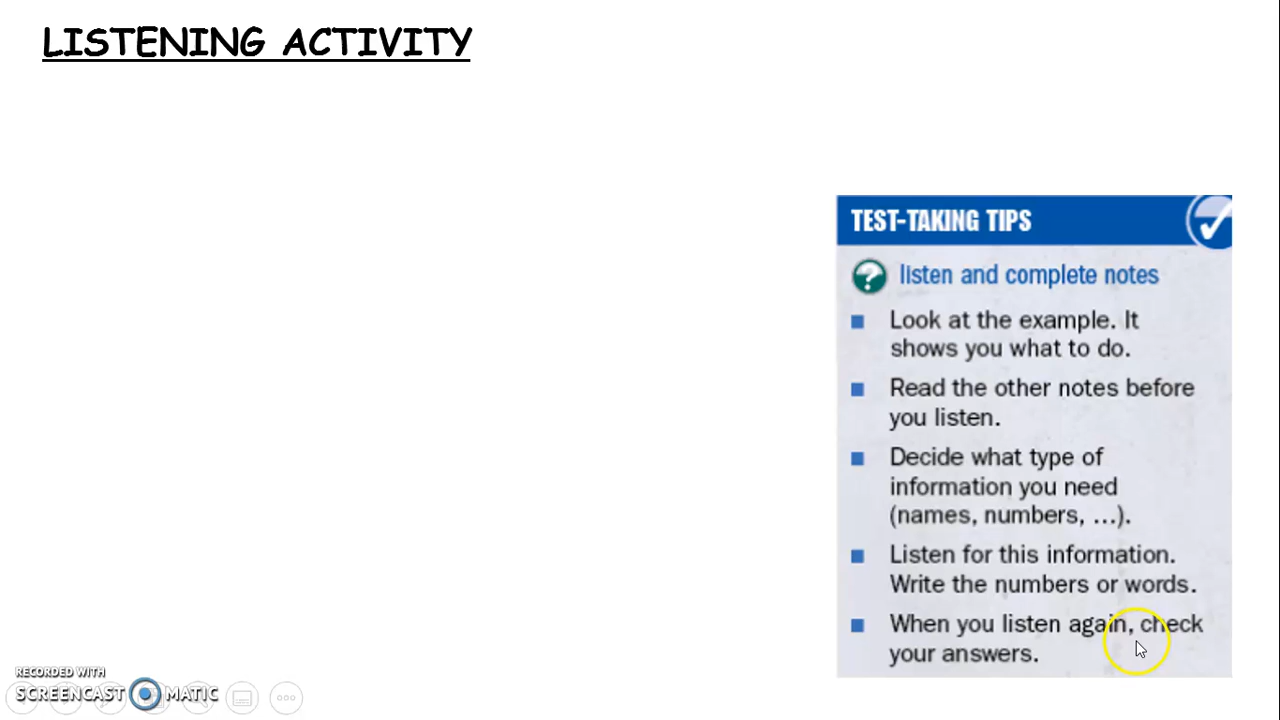 LISTENING ACTIVITY
TEST-TAKING TIPS
? listen and complete notes
Look at the example. It
shows you what to do.
Read the other notes before
you listen.
Decide what type of
information you need
(names, numbers, ...).
Listen for this information.
Write the numbers or words.
When you listen again, check
your answers.
RECORDED WITH
SCREENCAST MATIC